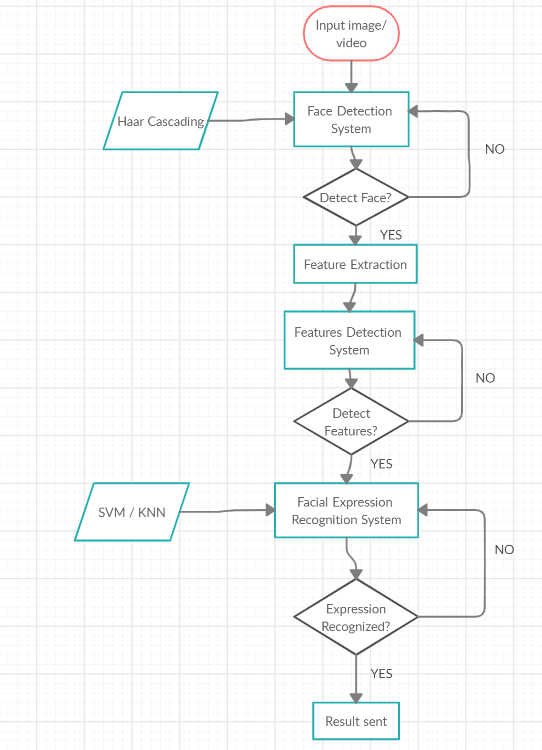 Input image/
video
Haar Cascading
Face Detection
System
NO
Detect Face?
YES
Feature Extraction
Features Detection
System
NO
Detect
Features?
YES
SVM / KNN
Facial Expression
Recognition System
NO
Expression
Recognized?
YES
Result sent